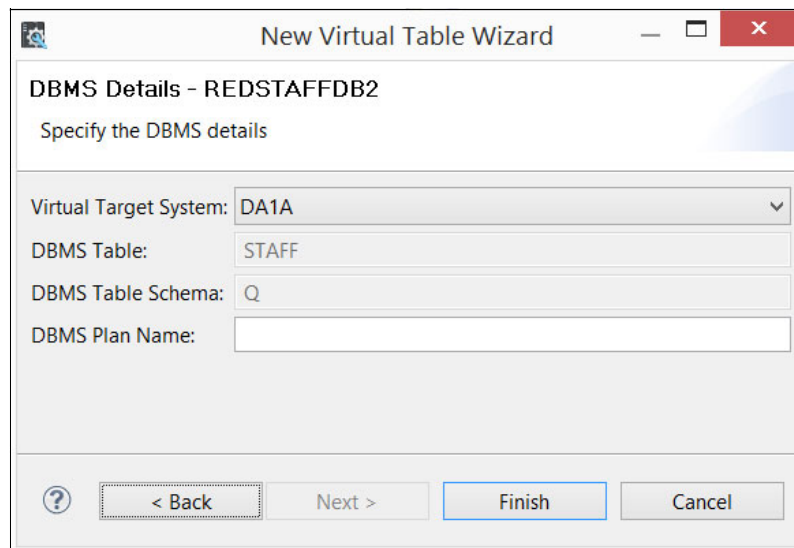 New Virtual Table Wizard
DBMS Details - REDSTAFFDB2
Specify the DBMS details
Virtual Target System: DA1A
DBMS Table: STAFF
DBMS Table Schema: Q
DBMS Plan Name:
? < Back Next > Finish Cancel